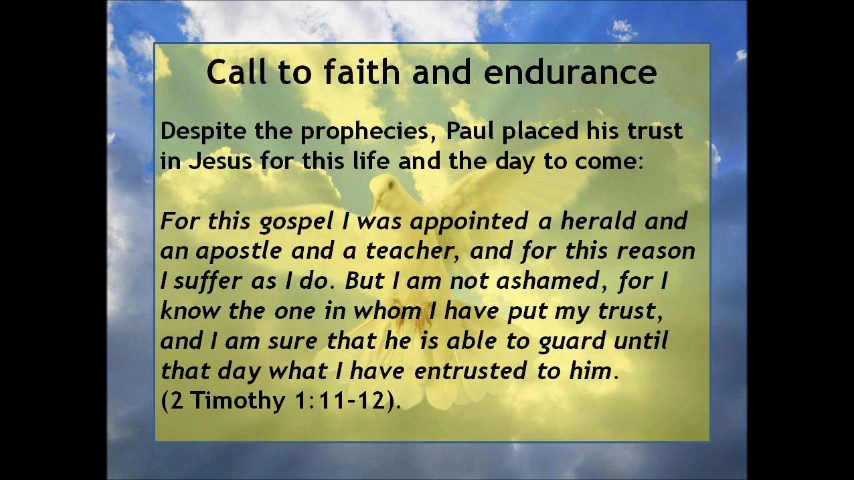 Call to faith and endurance
Despite the prophecies, Paul placed his trust
in Jesus for this life and the day to come:
For this gospel I was appointed a herald and
an apostle and a teacher, and for this reason
I suffer as I do. But I am not ashamed, for I
know the one in whom I have put my trust,
and I am sure that he is able to guard until
that day what I have entrusted to him.
(2 Timothy 1:11–12).